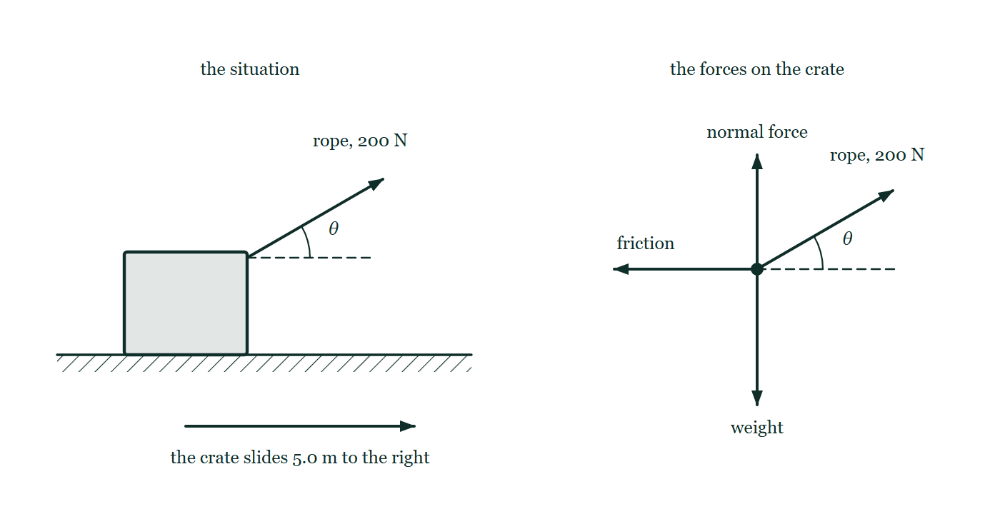 the situation
rope, 200 N
θ
the crate slides 5.0 m to the right
the forces on the crate
normal force
rope, 200 N
θ
friction
weight